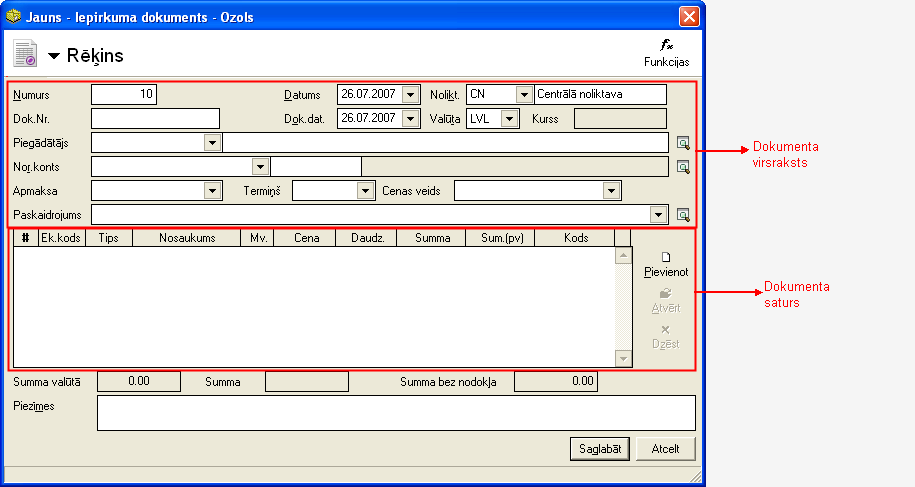 Jauns - Iepirkuma dokuments - Ozols
Rēķins
fx
Funkcijas
Numurs 10 Datums 26.07.2007 Nolikt. CN Centrālā noliktava
Dok.Nr. Dok.dat. 26.07.2007 Valūta LVL Kurss
Piegādātājs
Nor.konts
Apmaksa Termiņš Cenas veids
Paskaidrojums
Dokumenta
virsraksts
# Ek.kods Tips Nosaukums Mv. Cena Daudz. Summa Sum.(pv) Kods
Pievienot
Atvērt
Dzēst
Dokumenta
saturs
Summa valūtā 0.00 Summa Summa bez nodokļa 0.00
Piezīmes
Saglabāt Atcelt